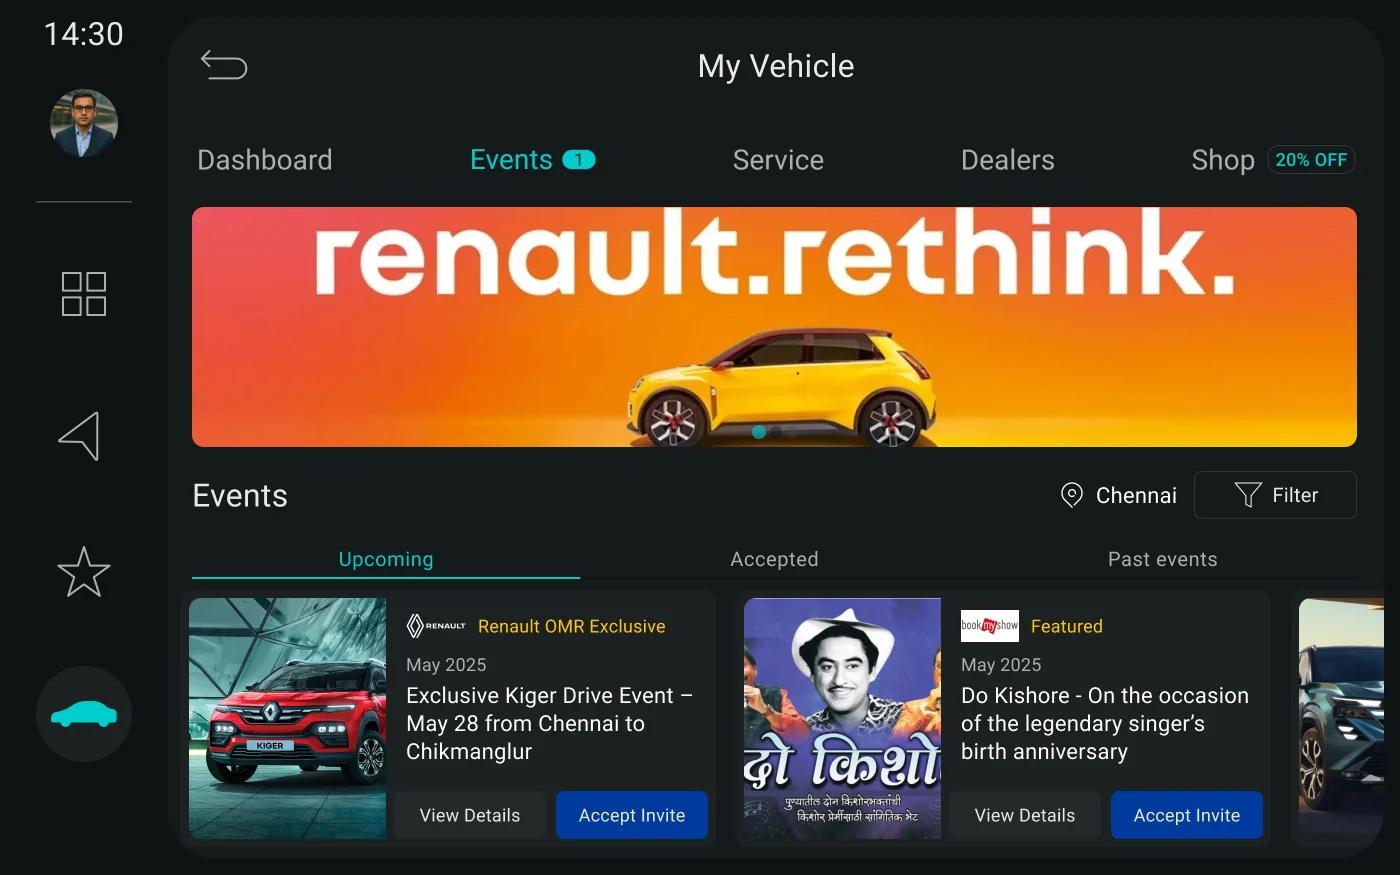 14:30
My Vehicle
Dashboard
Events 1
Service
Dealers
Shop 20% OFF
renault.rethink.
Events
Chennai
Filter
Upcoming
Accepted
Past events
KIGER
RENAULT
Renault OMR Exclusive
May 2025
Exclusive Kiger Drive Event –
May 28 from Chennai to
Chikmanglur
View Details
Accept Invite
दो किशो
पुण्यातील दोन किशोरभक्तांची
किशोर प्रेमींसाठी सांगितिक भेट
bookmyshow
Featured
May 2025
Do Kishore - On the occasion
of the legendary singer’s
birth anniversary
View Details
Accept Invite